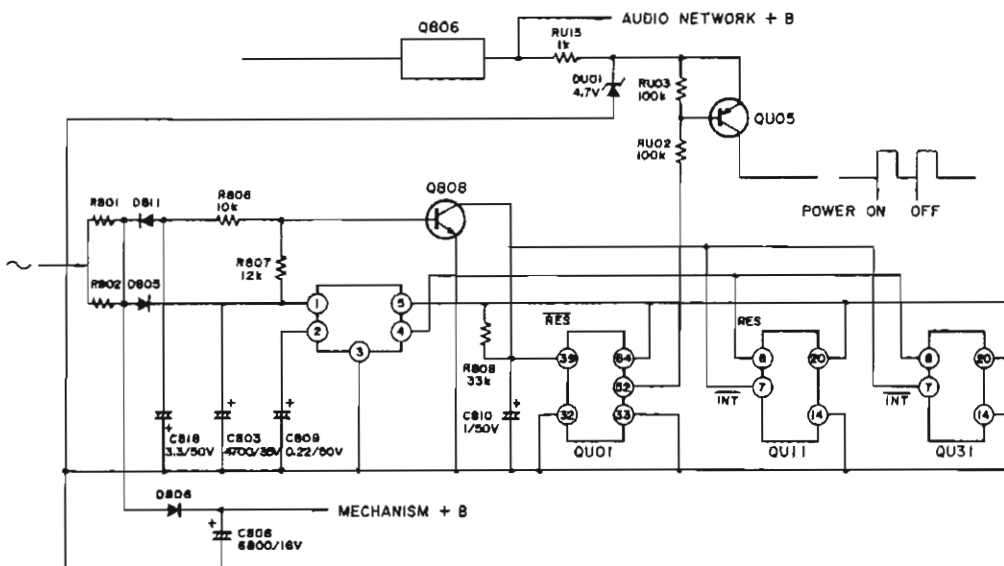 AUDIO NETWORK + B
Q806
RU15
1k
DU01
4.7V
RU03
100k
QU05
RU02
100k
POWER ON OFF
Q808
R801
D811
R806
10k
R807
12k
R802
D805
1
2
3
5
4
RES
RES
39
64
52
32
33
6
20
7
14
INT
20
7
14
INT
R808
33k
C818
3.3/50V
C803
4700/35V
C809
0.22/50V
C810
1/50V
QU01
QU11
QU31
D806
MECHANISM + B
C806
6800/16V